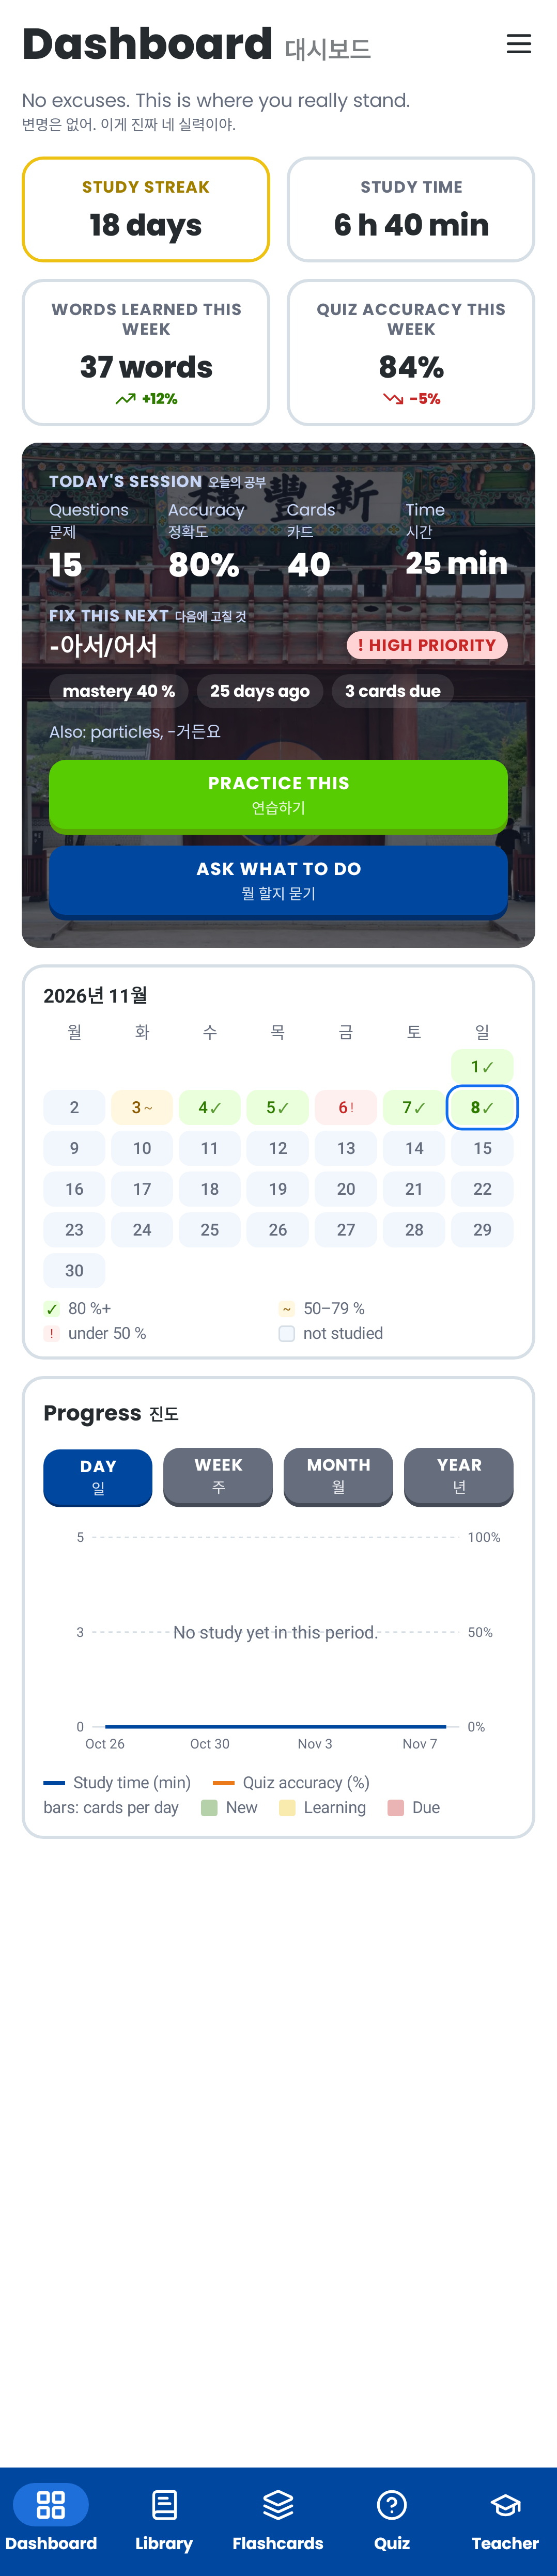 Dashboard 대시보드
No excuses. This is where you really stand.
변명은 없어. 이게 진짜 네 실력이야.
STUDY STREAK
18 days
STUDY TIME
6 h 40 min
WORDS LEARNED THIS WEEK
37 words
+12%
QUIZ ACCURACY THIS WEEK
84%
-5%
TODAY'S SESSION 오늘의 공부
Questions Accuracy Cards Time
문제 정확도 카드 시간
15 80% 40 25 min
FIX THIS NEXT 다음에 고칠 것
-아서/어서 ! HIGH PRIORITY
mastery 40 % 25 days ago 3 cards due
Also: particles, -거든요
PRACTICE THIS
연습하기
ASK WHAT TO DO
뭘 할지 묻기
2026년 11월
월 화 수 목 금 토 일
1 ✓
2 3 ~ 4 ✓ 5 ✓ 6 ! 7 ✓ 8 ✓
9 10 11 12 13 14 15
16 17 18 19 20 21 22
23 24 25 26 27 28 29
30
✓ 80 %+ ~ 50–79 %
! under 50 % not studied
Progress 진도
DAY WEEK MONTH YEAR
일 주 월 년
5 100%
3 No study yet in this period. 50%
0 0%
Oct 26 Oct 30 Nov 3 Nov 7
Study time (min) Quiz accuracy (%)
bars: cards per day New Learning Due
Dashboard Library Flashcards Quiz Teacher